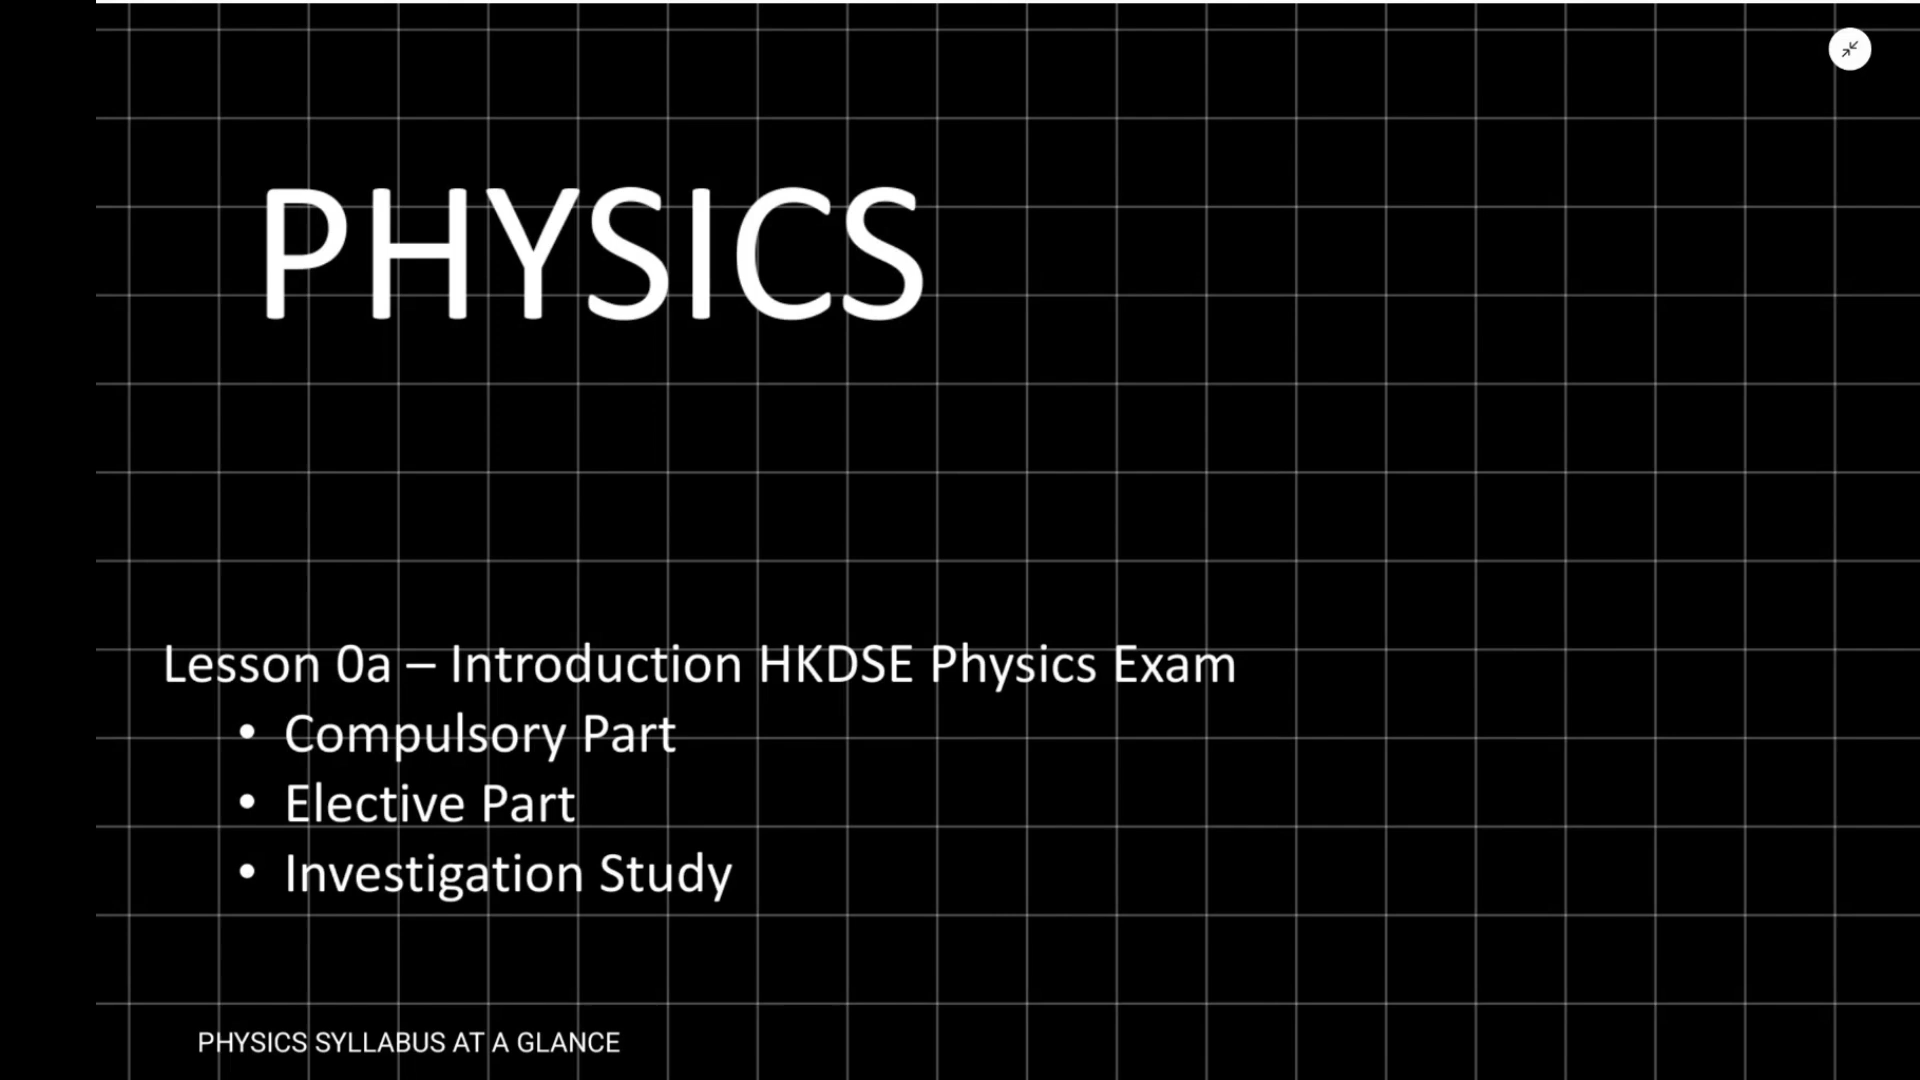 PHYSICS
Lesson 0a – Introduction HKDSE Physics Exam
• Compulsory Part
• Elective Part
• Investigation Study
PHYSICS SYLLABUS AT A GLANCE